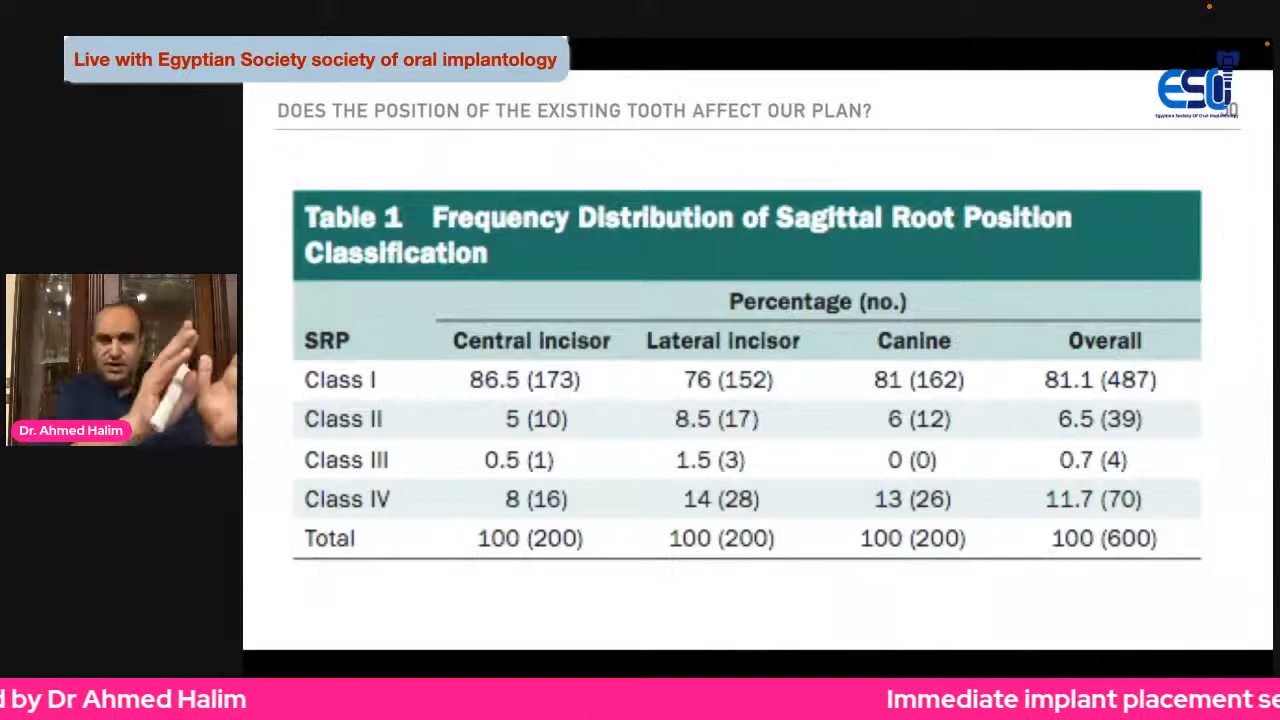 Live with Egyptian Society society of oral implantology
ESOI
Egyptian Society Of Oral Implantology
DOES THE POSITION OF THE EXISTING TOOTH AFFECT OUR PLAN?
Table 1 Frequency Distribution of Sagittal Root Position
Classification
Percentage (no.)
SRP Central incisor Lateral incisor Canine Overall
Class I 86.5 (173) 76 (152) 81 (162) 81.1 (487)
Class II 5 (10) 8.5 (17) 6 (12) 6.5 (39)
Class III 0.5 (1) 1.5 (3) 0 (0) 0.7 (4)
Class IV 8 (16) 14 (28) 13 (26) 11.7 (70)
Total 100 (200) 100 (200) 100 (200) 100 (600)
Dr. Ahmed Halim
d by Dr Ahmed Halim Immediate implant placement se